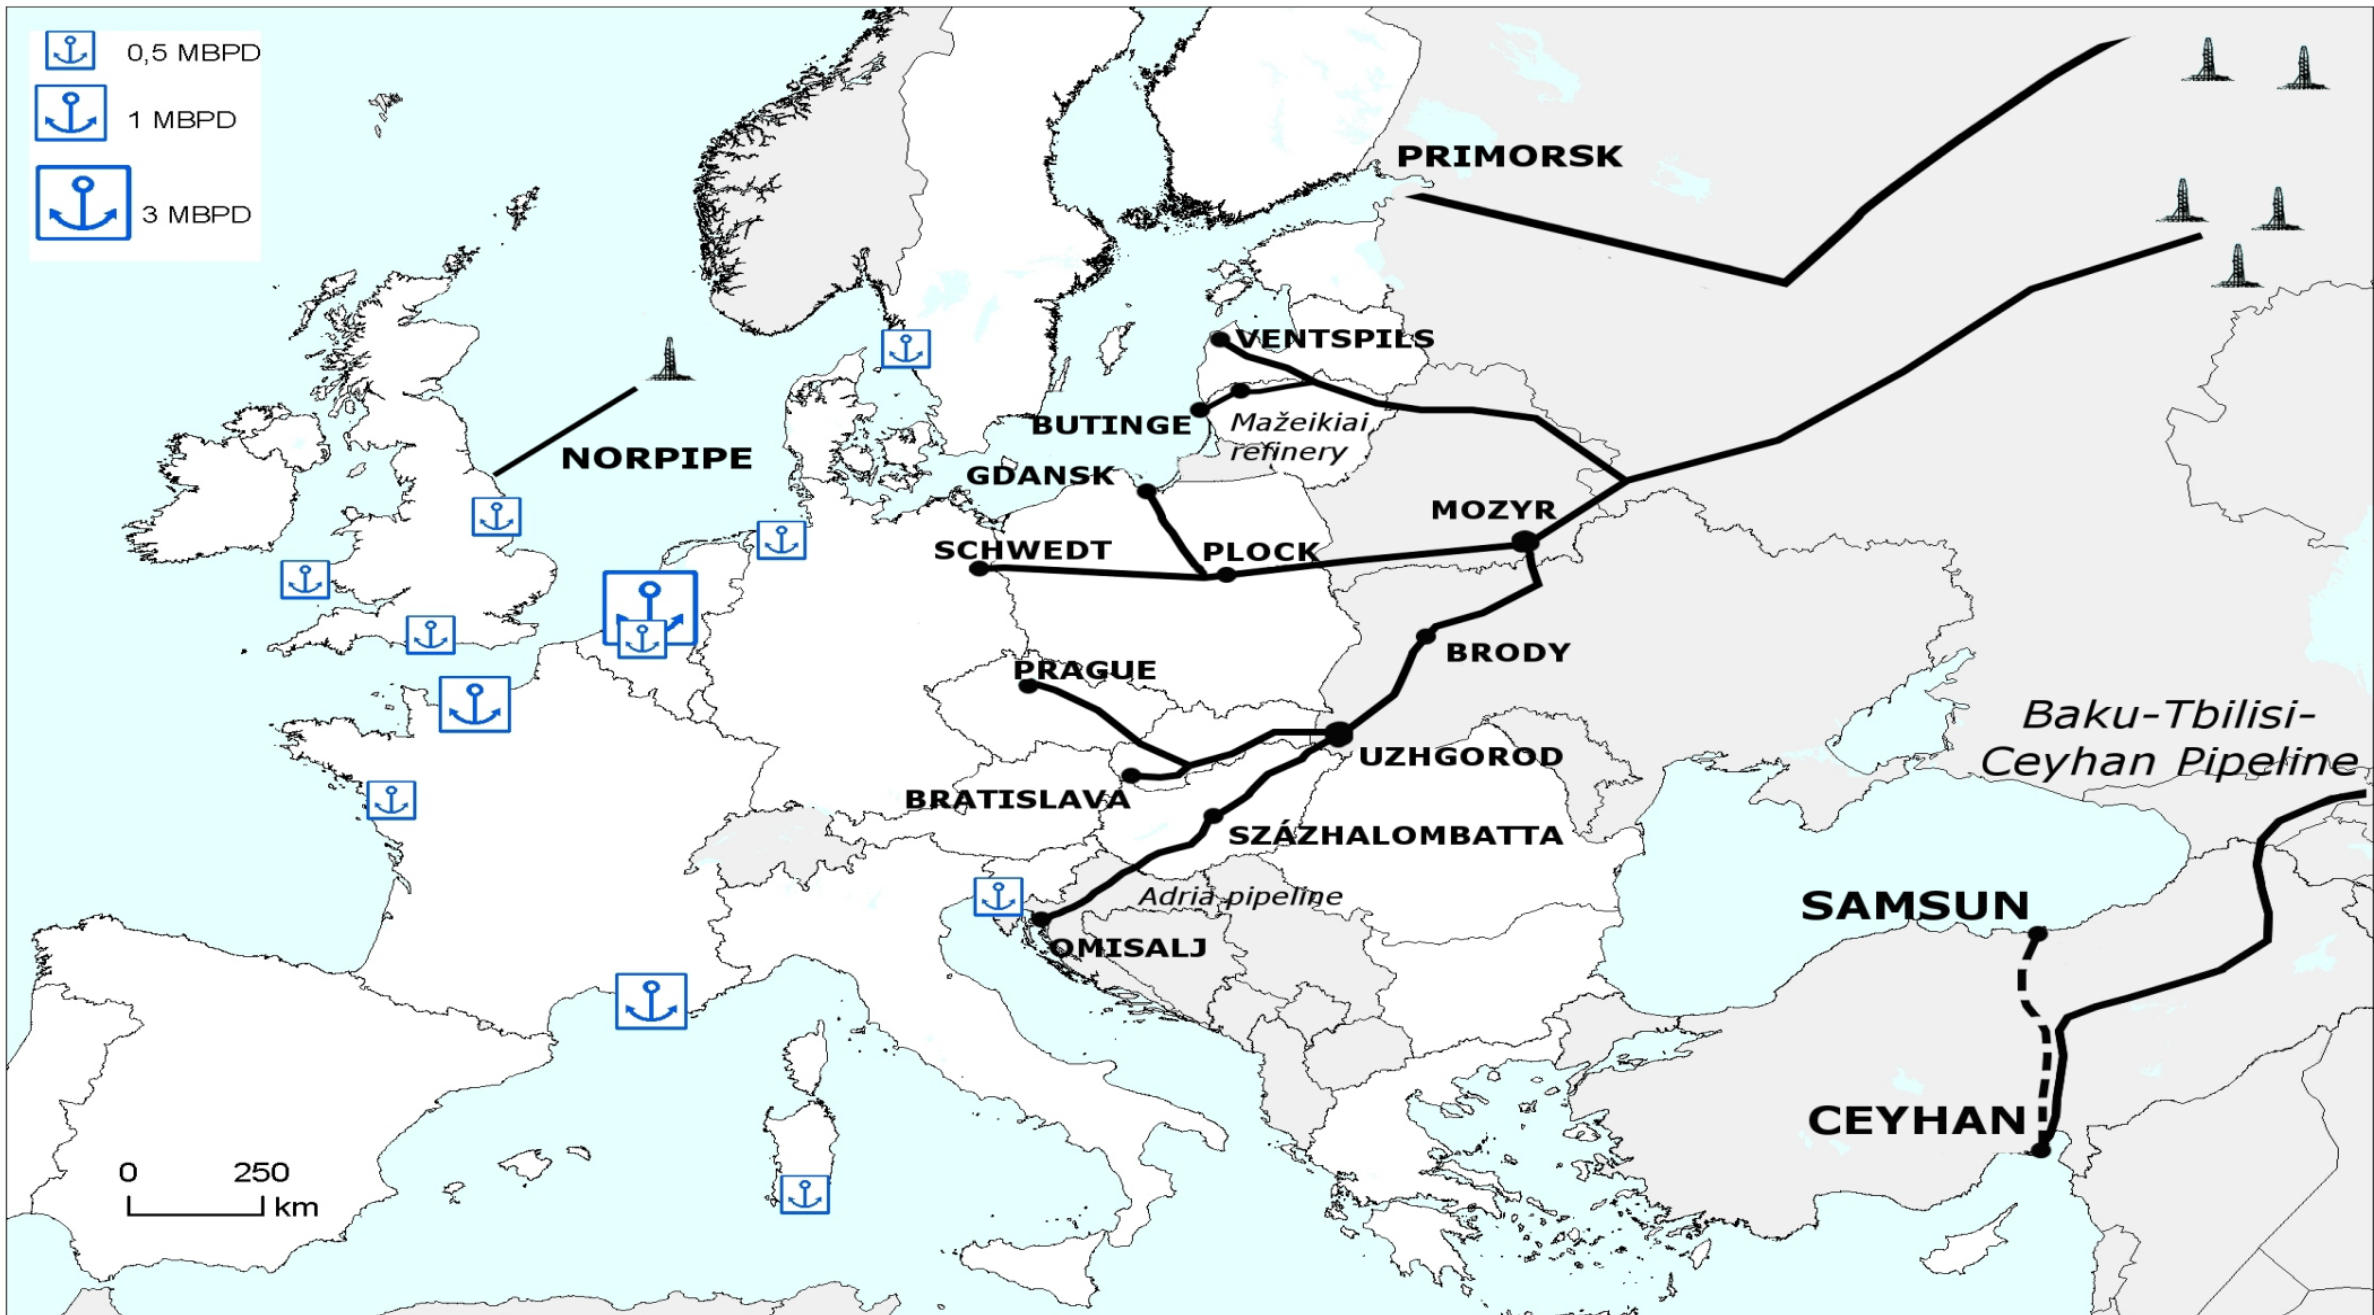 0,5 MBPD
1 MBPD
3 MBPD
PRIMORSK
VENTSPILS
BUTINGE
Mažeikiai
refinery
NORPIPE
GDANSK
MOZYR
SCHWEDT
PLOCK
BRODY
PRAGUE
Baku-Tbilisi-
Ceyhan Pipeline
UZHGOROD
BRATISLAVA
SZÁZHALOMBATTA
Adria pipeline
SAMSUN
OMISALJ
CEYHAN
0 250
km